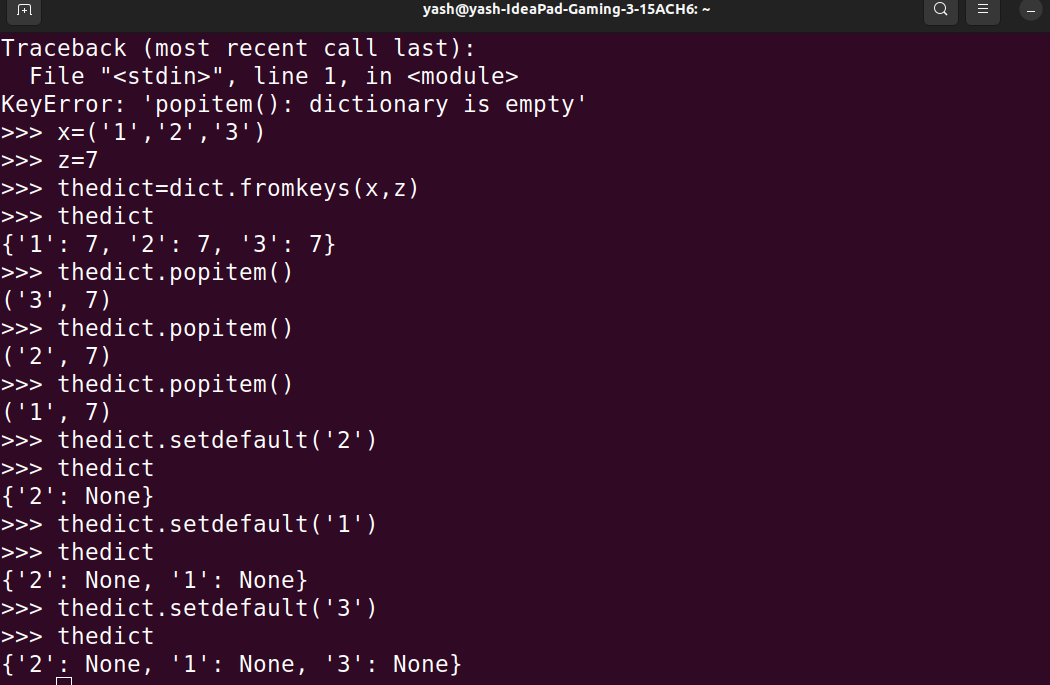 yash@yash-IdeaPad-Gaming-3-15ACH6: ~
Traceback (most recent call last):
  File "<stdin>", line 1, in <module>
KeyError: 'popitem(): dictionary is empty'
>>> x=('1','2','3')
>>> z=7
>>> thedict=dict.fromkeys(x,z)
>>> thedict
{'1': 7, '2': 7, '3': 7}
>>> thedict.popitem()
('3', 7)
>>> thedict.popitem()
('2', 7)
>>> thedict.popitem()
('1', 7)
>>> thedict.setdefault('2')
>>> thedict
{'2': None}
>>> thedict.setdefault('1')
>>> thedict
{'2': None, '1': None}
>>> thedict.setdefault('3')
>>> thedict
{'2': None, '1': None, '3': None}